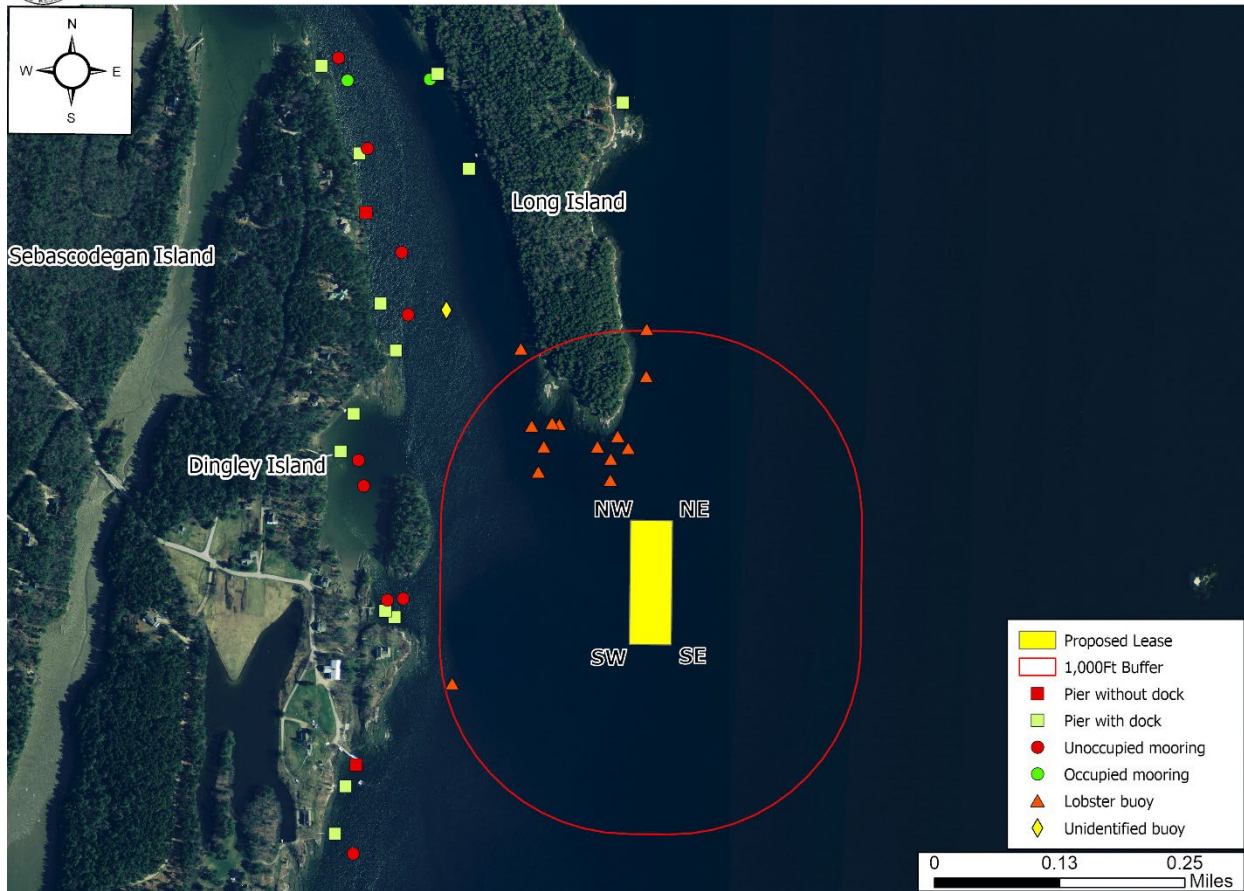 N
W E
S
Long Island
Sebascodegan Island
Dingley Island
NW NE
SW SE
Proposed Lease
1,000Ft Buffer
Pier without dock
Pier with dock
Unoccupied mooring
Occupied mooring
Lobster buoy
Unidentified buoy
0 0.13 0.25
Miles